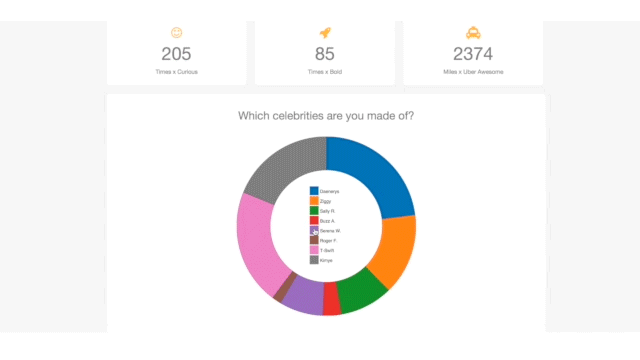 205
85
2374
Times x Curious
Times x Bold
Miles x Uber Awesome
Which celebrities are you made of?
Daenerys
Ziggy
Sally R.
Buzz A.
Serena W.
Roger F.
T-Swift
Kimye